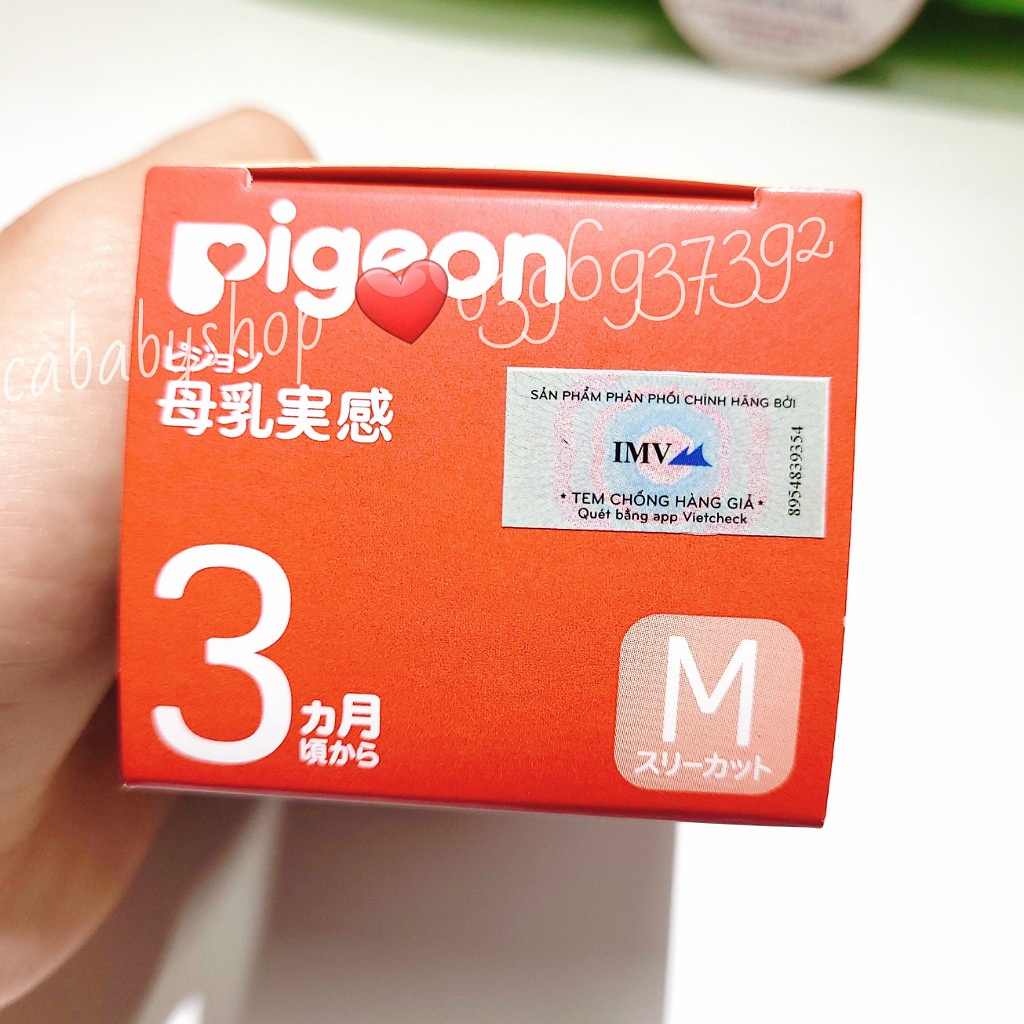 pigeon
cababyshop ❤ 0396937392
ピジョン
母乳実感
SẢN PHẨM PHÂN PHỐI CHÍNH HÃNG BỞI
IMV
* TEM CHỐNG HÀNG GIẢ *
Quét bằng app Vietcheck
8954839354
3カ月
頃から
M
スリーカット